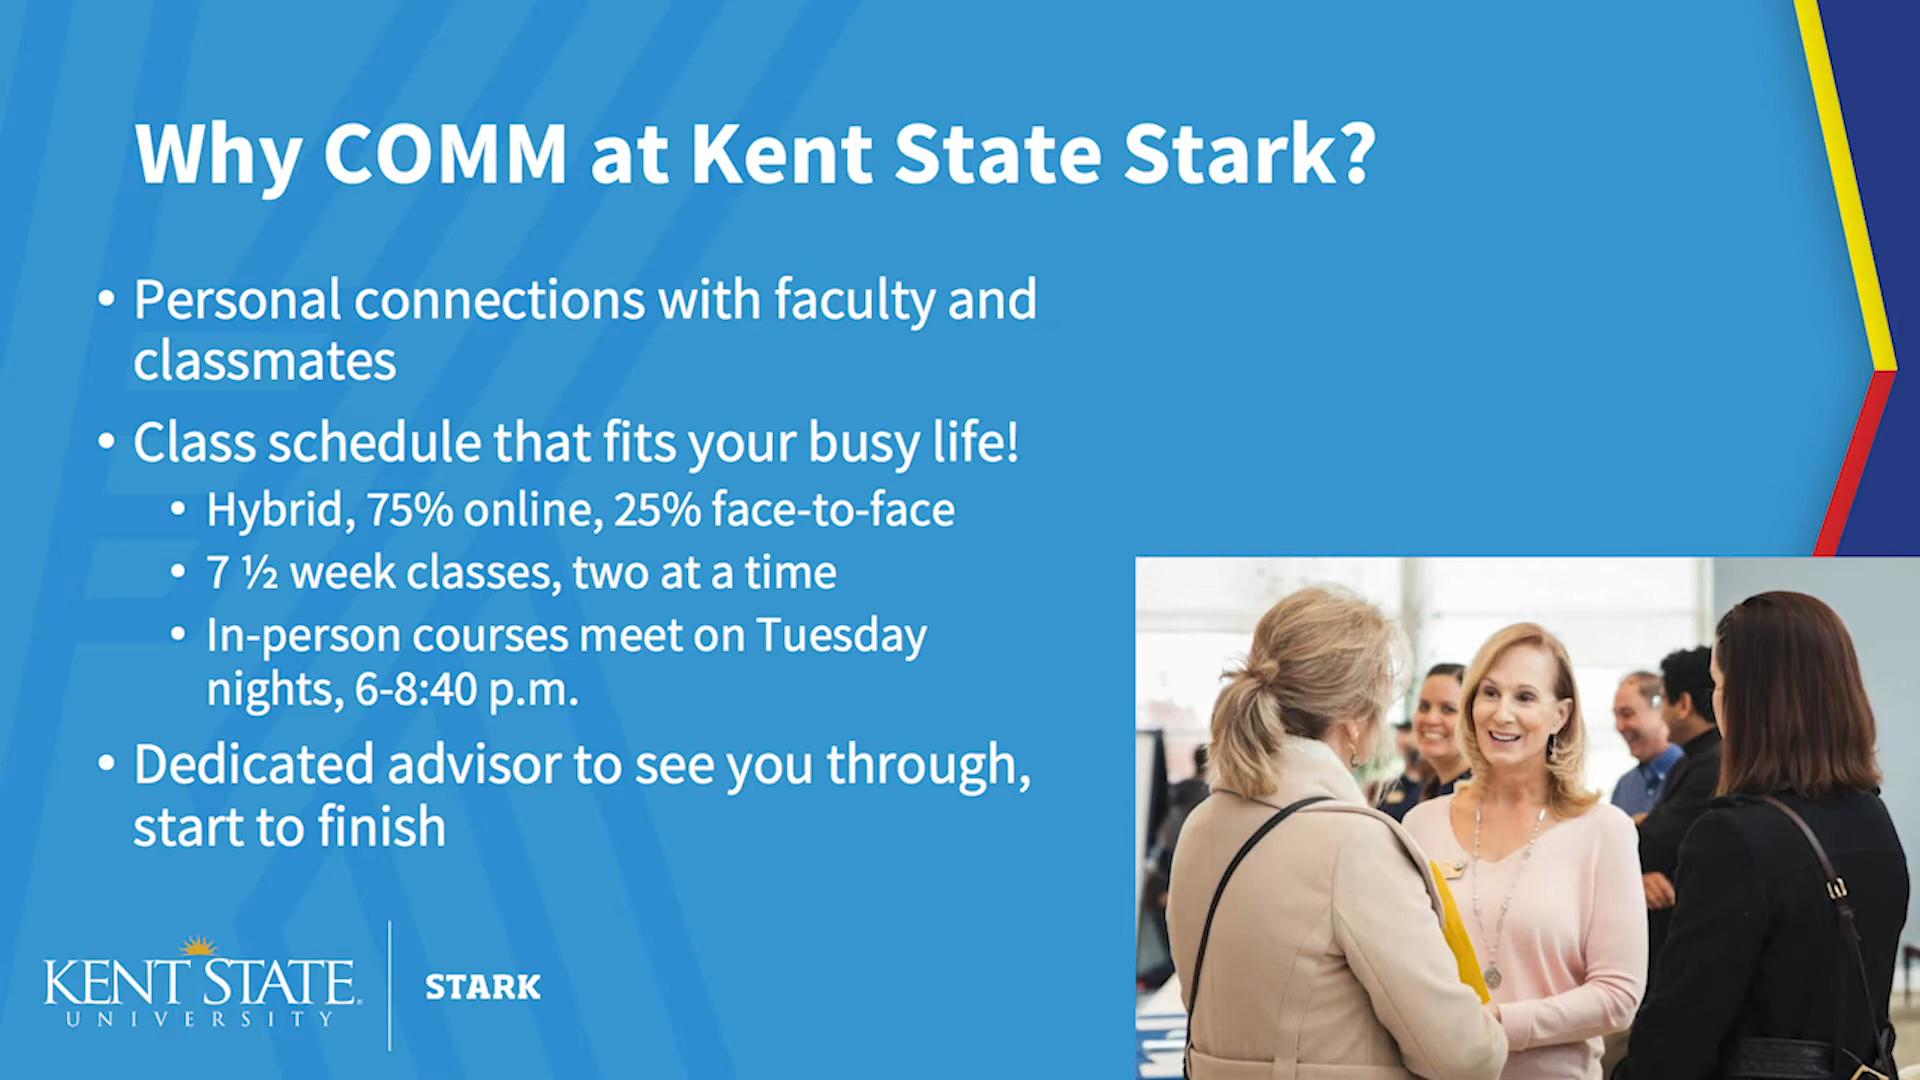 Why COMM at Kent State Stark?
• Personal connections with faculty and
classmates
• Class schedule that fits your busy life!
• Hybrid, 75% online, 25% face-to-face
• 7 ½ week classes, two at a time
• In-person courses meet on Tuesday
nights, 6-8:40 p.m.
• Dedicated advisor to see you through,
start to finish
KENT STATE
UNIVERSITY
STARK